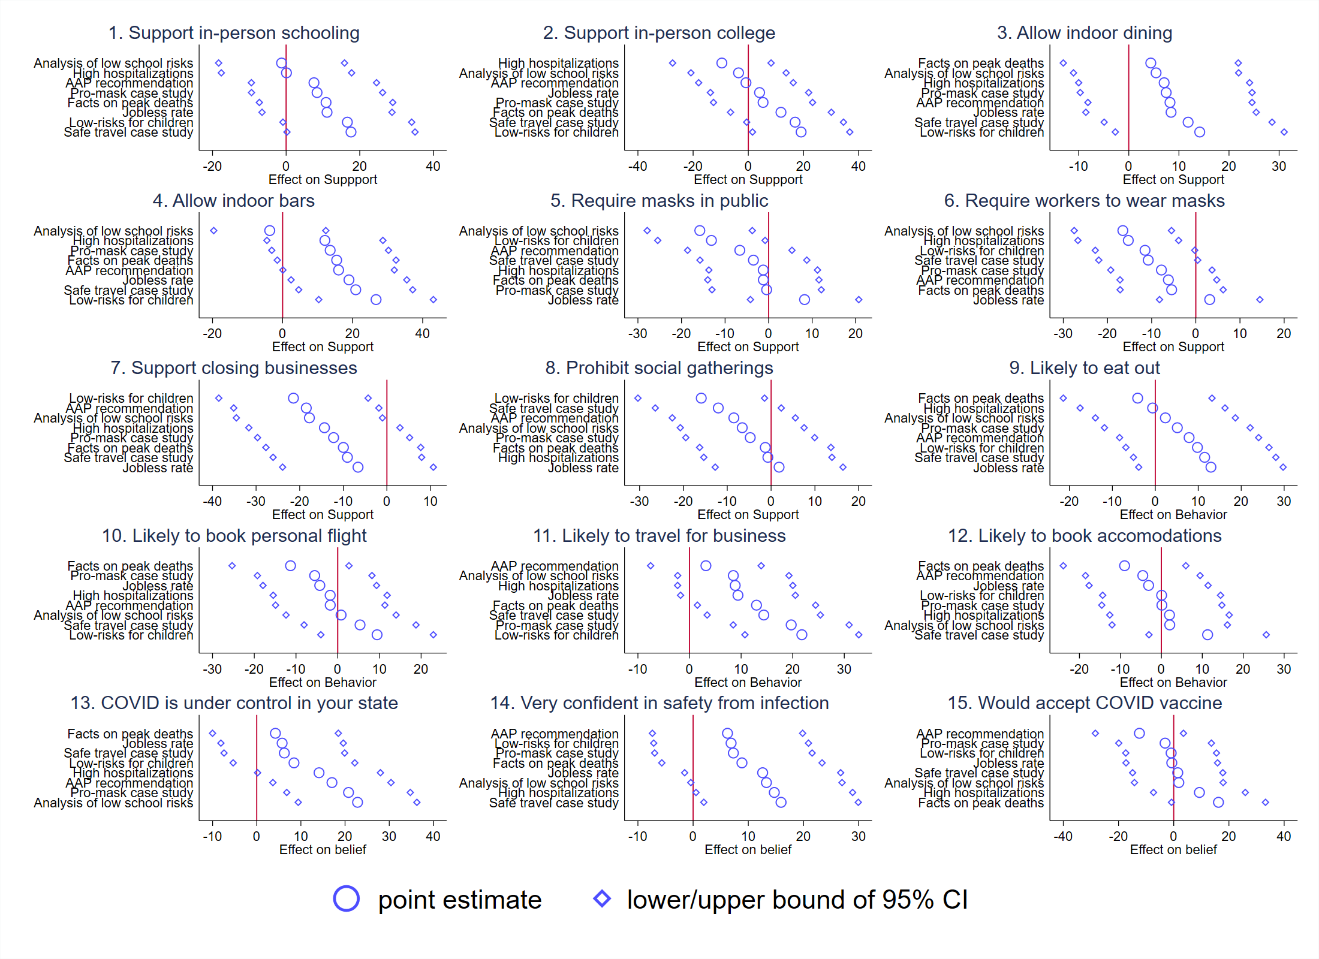 1. Support in-person schooling
Analysis of low school risks
High hospitalizations
AAP recommendation
Pro-mask case study
Facts on peak deaths
Jobless rate
Low-risks for children
Safe travel case study
-20 0 20 40
Effect on Suppport
2. Support in-person college
High hospitalizations
Analysis of low school risks
AAP recommendation
Jobless rate
Pro-mask case study
Facts on peak deaths
Safe travel case study
Low-risks for children
-40 -20 0 20 40
Effect on Suppport
3. Allow indoor dining
Facts on peak deaths
Analysis of low school risks
High hospitalizations
Pro-mask case study
AAP recommendation
Jobless rate
Safe travel case study
Low-risks for children
-10 0 10 20 30
Effect on Support
4. Allow indoor bars
Analysis of low school risks
High hospitalizations
Pro-mask case study
Facts on peak deaths
AAP recommendation
Jobless rate
Safe travel case study
Low-risks for children
-20 0 20 40
Effect on Support
5. Require masks in public
Analysis of low school risks
Low-risks for children
AAP recommendation
Safe travel case study
High hospitalizations
Facts on peak deaths
Pro-mask case study
Jobless rate
-30 -20 -10 0 10 20
Effect on Support
6. Require workers to wear masks
Analysis of low school risks
High hospitalizations
Low-risks for children
Safe travel case study
Pro-mask case study
AAP recommendation
Facts on peak deaths
Jobless rate
-30 -20 -10 0 10 20
Effect on Support
7. Support closing businesses
Low-risks for children
AAP recommendation
Analysis of low school risks
High hospitalizations
Pro-mask case study
Facts on peak deaths
Safe travel case study
Jobless rate
-40 -30 -20 -10 0 10
Effect on Support
8. Prohibit social gatherings
Low-risks for children
Safe travel case study
AAP recommendation
Analysis of low school risks
Pro-mask case study
Facts on peak deaths
High hospitalizations
Jobless rate
-30 -20 -10 0 10 20
Effect on Support
9. Likely to eat out
Facts on peak deaths
High hospitalizations
Analysis of low school risks
Pro-mask case study
AAP recommendation
Low-risks for children
Safe travel case study
Jobless rate
-20 -10 0 10 20 30
Effect on Behavior
10. Likely to book personal flight
Facts on peak deaths
Pro-mask case study
Jobless rate
High hospitalizations
AAP recommendation
Analysis of low school risks
Safe travel case study
Low-risks for children
-30 -20 -10 0 10 20
Effect on Behavior
11. Likely to travel for business
AAP recommendation
Analysis of low school risks
High hospitalizations
Jobless rate
Facts on peak deaths
Safe travel case study
Pro-mask case study
Low-risks for children
-10 0 10 20 30
Effect on Behavior
12. Likely to book accomodations
Facts on peak deaths
AAP recommendation
Jobless rate
Low-risks for children
Pro-mask case study
High hospitalizations
Analysis of low school risks
Safe travel case study
-20 -10 0 10 20 30
Effect on Behavior
13. COVID is under control in your state
Facts on peak deaths
Jobless rate
Safe travel case study
Low-risks for children
High hospitalizations
AAP recommendation
Pro-mask case study
Analysis of low school risks
-10 0 10 20 30 40
Effect on belief
14. Very confident in safety from infection
AAP recommendation
Low-risks for children
Pro-mask case study
Facts on peak deaths
Jobless rate
Analysis of low school risks
High hospitalizations
Safe travel case study
-10 0 10 20 30
Effect on belief
15. Would accept COVID vaccine
AAP recommendation
Pro-mask case study
Low-risks for children
Jobless rate
Safe travel case study
Analysis of low school risks
High hospitalizations
Facts on peak deaths
-40 -20 0 20 40
Effect on belief
point estimate
lower/upper bound of 95% CI